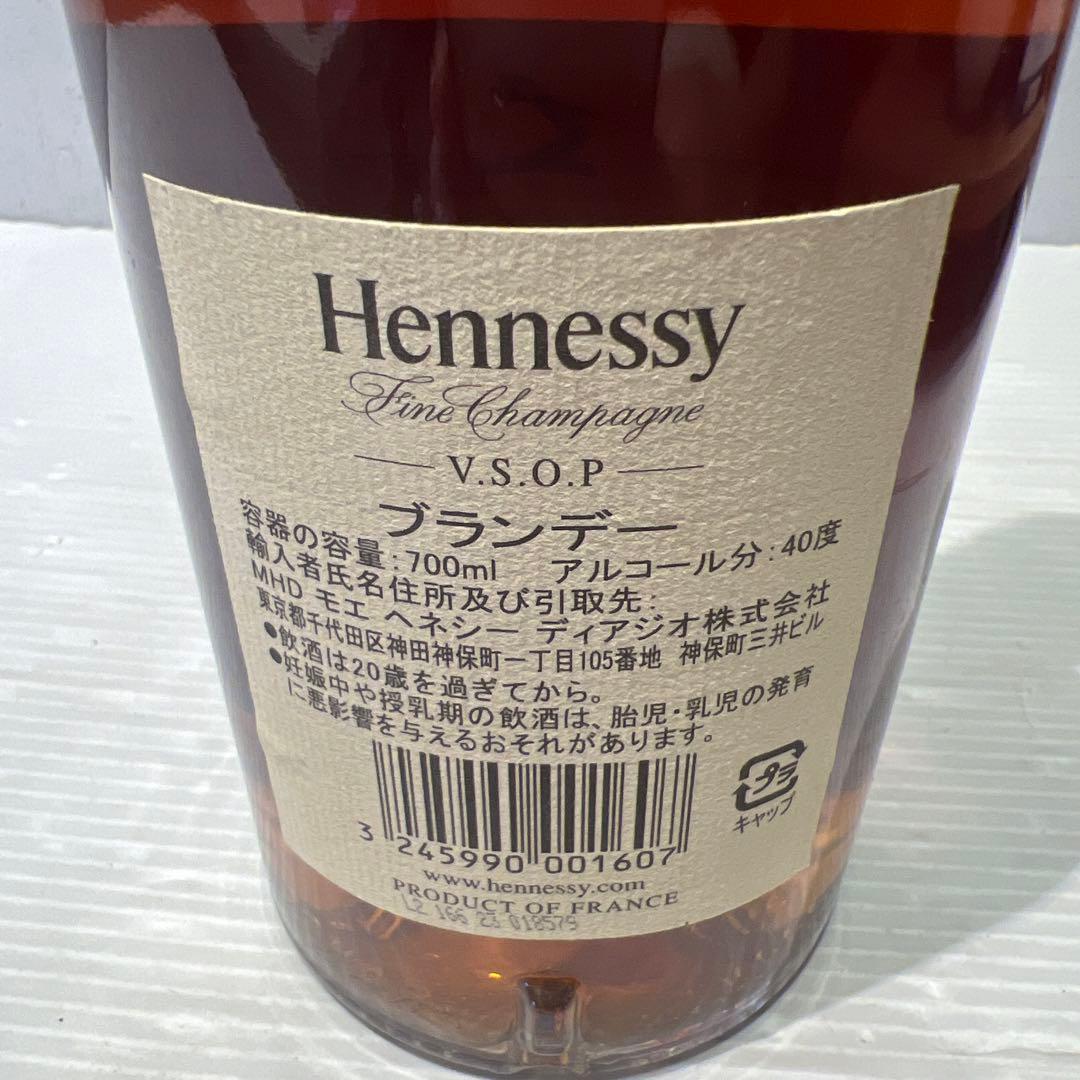 Hennessy
Fine Champagne
V.S.O.P
ブランデー
容器の容量:700ml アルコール分:40度
輸入者氏名住所及び引取先:
MHD モエ ヘネシー ディアジオ株式会社
東京都千代田区神田神保町一丁目105番地 神保町三井ビル
●飲酒は20歳を過ぎてから。
●妊娠中や授乳期の飲酒は、胎児・乳児の発育
に悪影響を与えるおそれがあります。
プラ
キャップ
3 245990 001607
www.hennessy.com
PRODUCT OF FRANCE
L2 166 23 018579